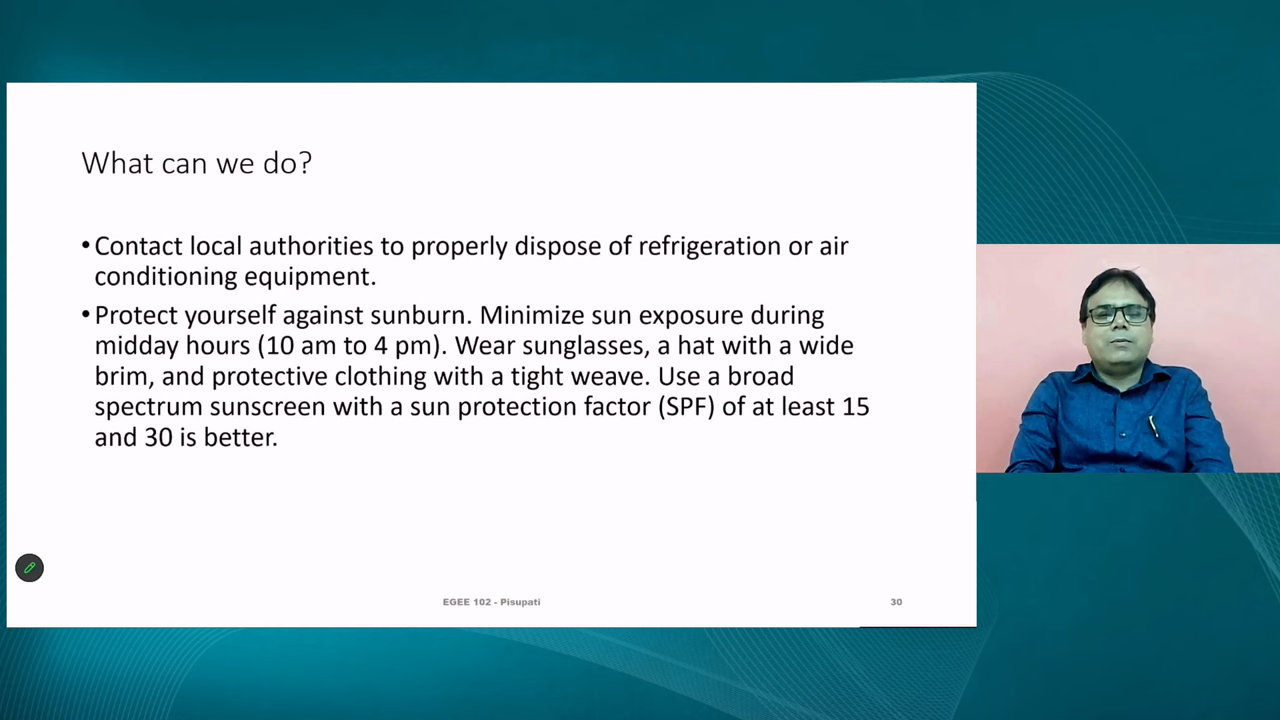 What can we do?
• Contact local authorities to properly dispose of refrigeration or air
conditioning equipment.
• Protect yourself against sunburn. Minimize sun exposure during
midday hours (10 am to 4 pm). Wear sunglasses, a hat with a wide
brim, and protective clothing with a tight weave. Use a broad
spectrum sunscreen with a sun protection factor (SPF) of at least 15
and 30 is better.
EGEE 102 - Pisupati
30